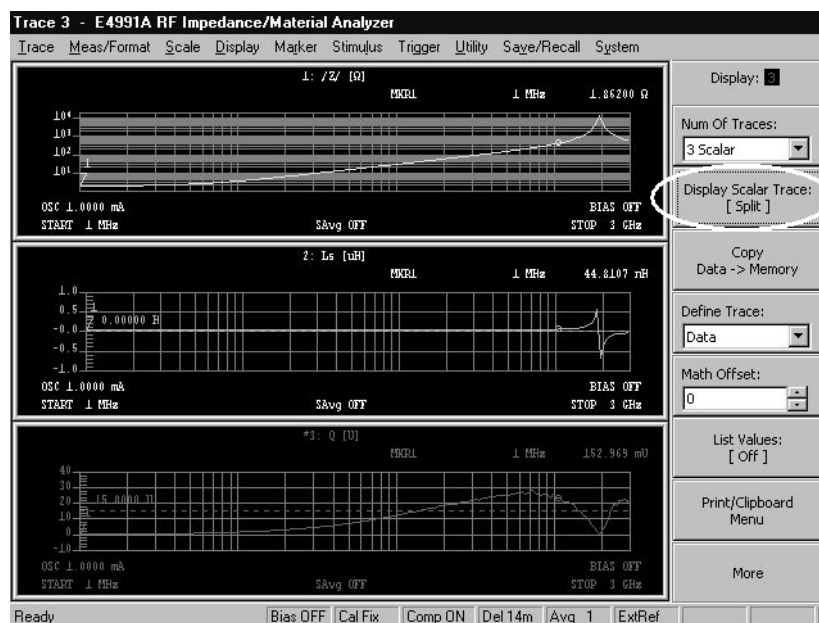 Trace 3 - E4991A RF Impedance/Material Analyzer
Trace Meas/Format Scale Display Marker Stimulus Trigger Utility Save/Recall System
1: /Z/ [Ω]
MKR1 1 MHz 1.86200 Ω
10⁴
10³
10²
10¹
1
OSC 1.0000 mA BIAS OFF
START 1 MHz SAvg OFF STOP 3 GHz
2: Ls [uH]
MKR1 1 MHz 44.8107 nH
1.0
0.5
1
0.00000 H
-0.0
-0.5
-1.0
OSC 1.0000 mA BIAS OFF
START 1 MHz SAvg OFF STOP 3 GHz
*3: Q [U]
MKR1 1 MHz 152.969 mU
40
30
20
15.0000 U
10
0
-10
OSC 1.0000 mA BIAS OFF
START 1 MHz SAvg OFF STOP 3 GHz
Display: 3
Num Of Traces:
3 Scalar
Display Scalar Trace:
[ Split ]
Copy
Data -> Memory
Define Trace:
Data
Math Offset:
0
List Values:
[ Off ]
Print/Clipboard
Menu
More
Ready Bias OFF Cal Fix Comp ON Del 14m Avg 1 ExtRef